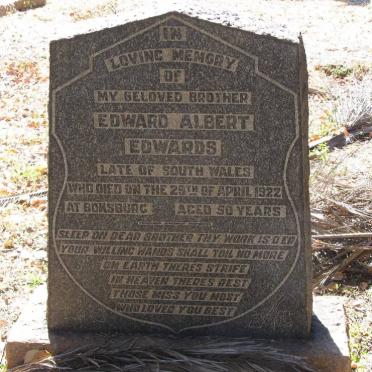 IN
LOVING MEMORY
OF
MY BELOVED BROTHER
EDWARD ALBERT
EDWARDS
LATE OF SOUTH WALES
WHO DIED ON THE 29TH OF APRIL 1922
AT BOKSBURG AGED 50 YEARS
SLEEP ON DEAR BROTHER THY WORK IS OER
YOUR WILLING HANDS SHALL TOIL NO MORE
ON EARTH THERES STRIFE
IN HEAVEN THERES REST
THOSE MISS YOU MOST
WHO LOVED YOU BEST